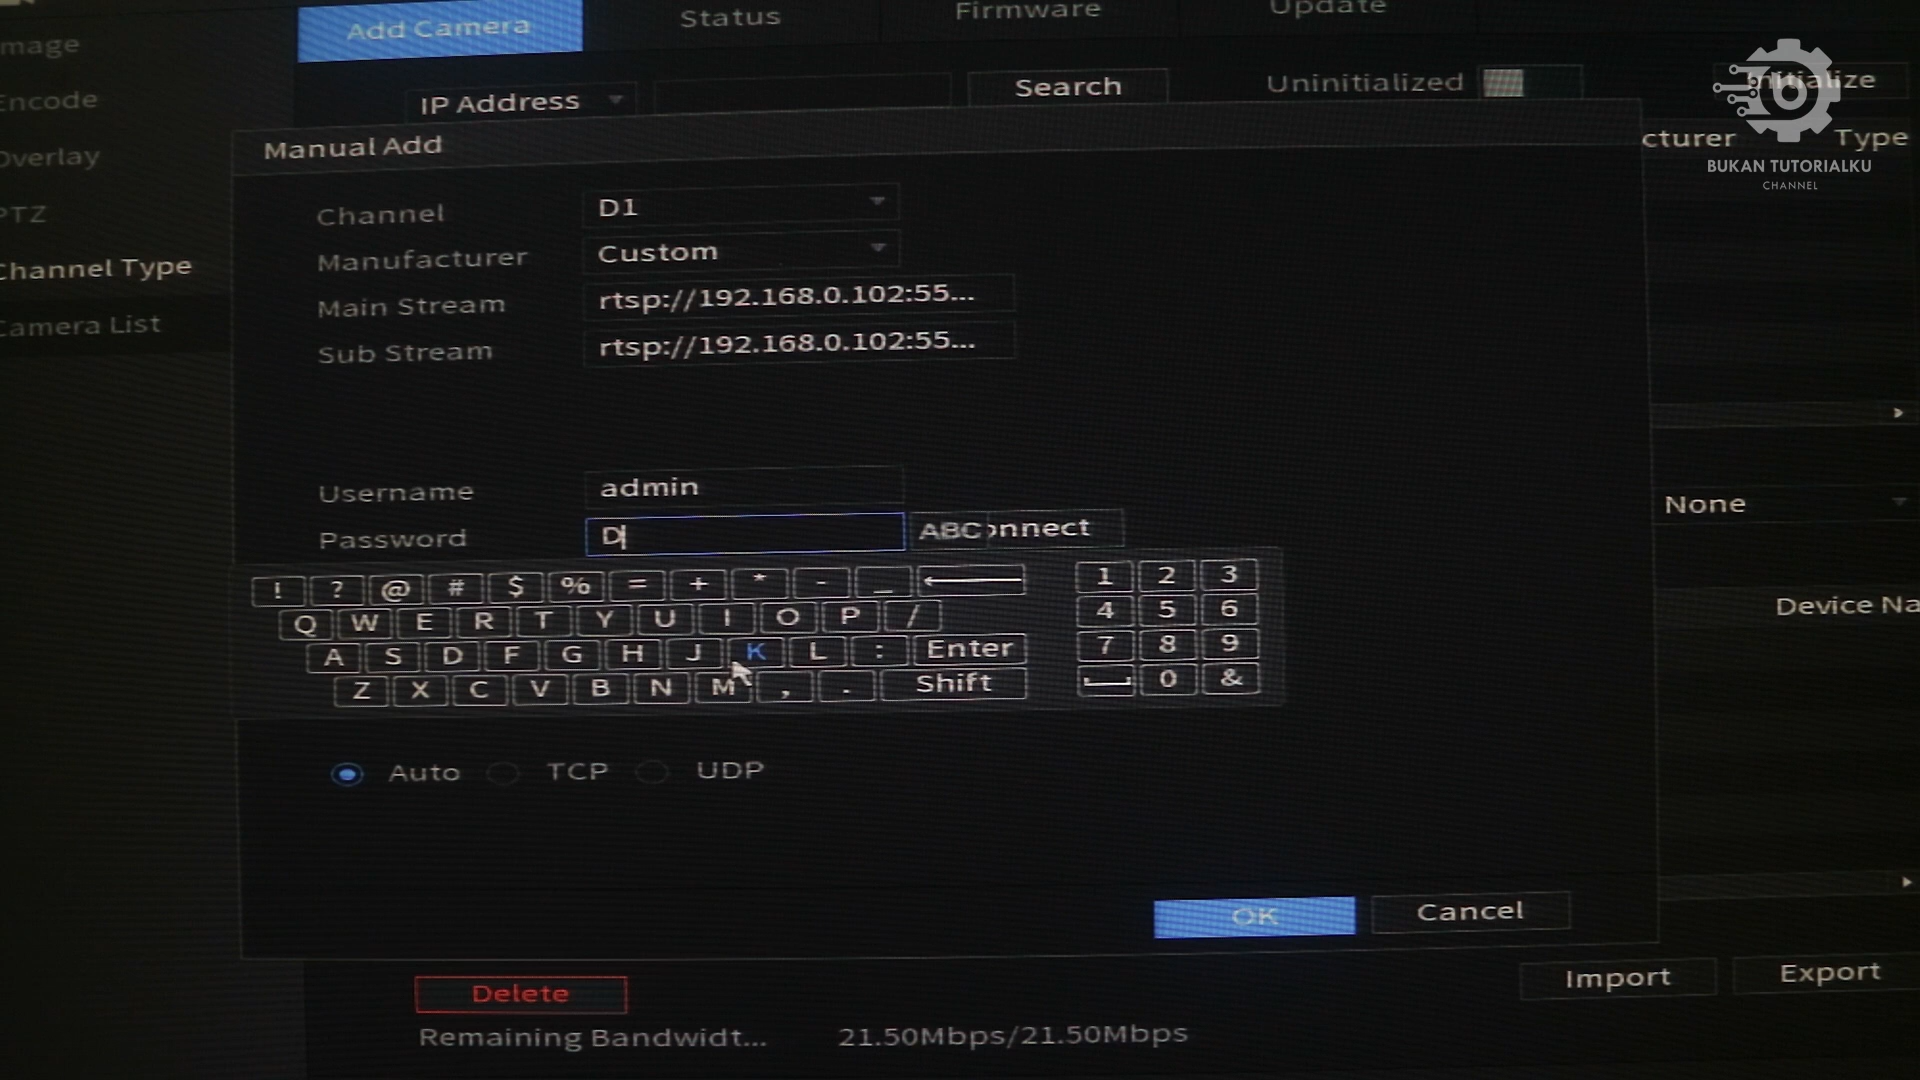 Add Camera Status Firmware Update
mage
Encode
Overlay
PTZ
Channel Type
Camera List
IP Address Search Uninitialized Initialize
cturer Type
BUKAN TUTORIALKU
CHANNEL
Manual Add
Channel D1
Manufacturer Custom
Main Stream rtsp://192.168.0.102:55...
Sub Stream rtsp://192.168.0.102:55...
Username admin
Password D ABC onnect
None
Device Na
! ? @ # $ % = + * - _ 1 2 3
Q W E R T Y U I O P / 4 5 6
A S D F G H J K L : Enter 7 8 9
Z X C V B N M , . Shift 0 &
Auto TCP UDP
OK Cancel
Delete Import Export
Remaining Bandwidt... 21.50Mbps/21.50Mbps